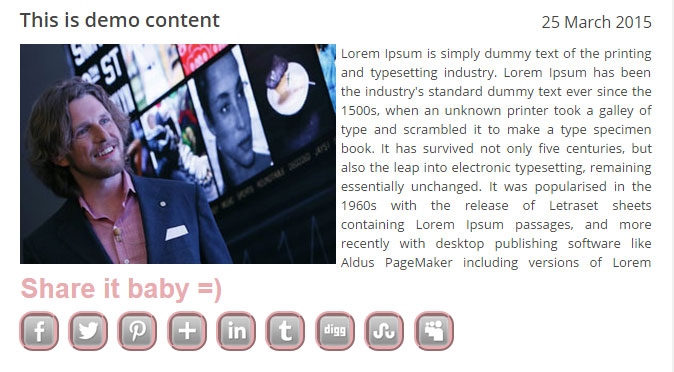 This is demo content
25 March 2015
Lorem Ipsum is simply dummy text of the printing
and typesetting industry. Lorem Ipsum has been
the industry's standard dummy text ever since the
1500s, when an unknown printer took a galley of
type and scrambled it to make a type specimen
book. It has survived not only five centuries, but
also the leap into electronic typesetting, remaining
essentially unchanged. It was popularised in the
1960s with the release of Letraset sheets
containing Lorem Ipsum passages, and more
recently with desktop publishing software like
Aldus PageMaker including versions of Lorem
Share it baby =)
digg